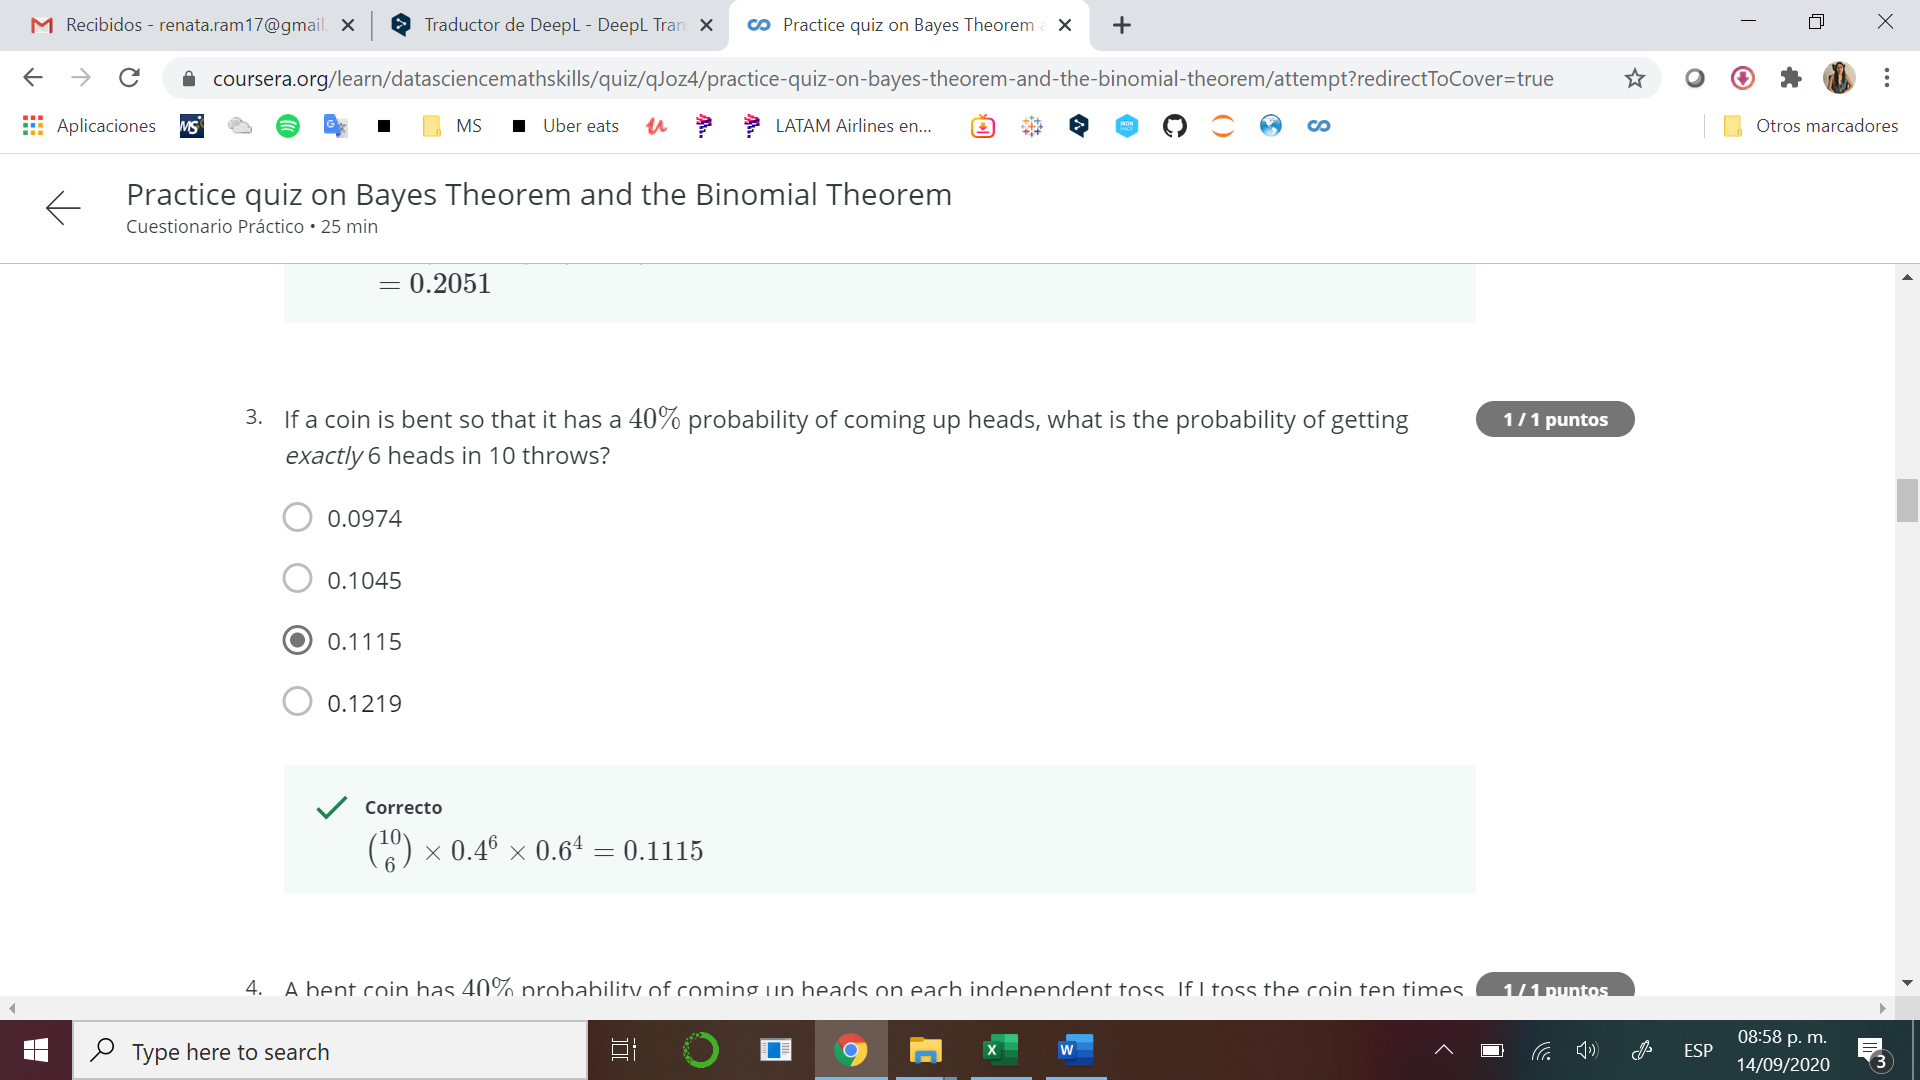 Recibidos - renata.ram17@gmail.
Traductor de DeepL - DeepL Tran
Practice quiz on Bayes Theorem a
coursera.org/learn/datasciencemathskills/quiz/qJoz4/practice-quiz-on-bayes-theorem-and-the-binomial-theorem/attempt?redirectToCover=true
Aplicaciones MS MS Uber eats LATAM Airlines en... Otros marcadores
Practice quiz on Bayes Theorem and the Binomial Theorem
Cuestionario Práctico • 25 min
= 0.2051
3. If a coin is bent so that it has a 40% probability of coming up heads, what is the probability of getting
exactly 6 heads in 10 throws?
1 / 1 puntos
0.0974
0.1045
0.1115
0.1219
Correcto
(10 6) × 0.4⁶ × 0.6⁴ = 0.1115
4. A bent coin has 40% probability of coming up heads on each independent toss. If I toss the coin ten times,
1 / 1 puntos
Type here to search
ESP
08:58 p. m.
14/09/2020
3